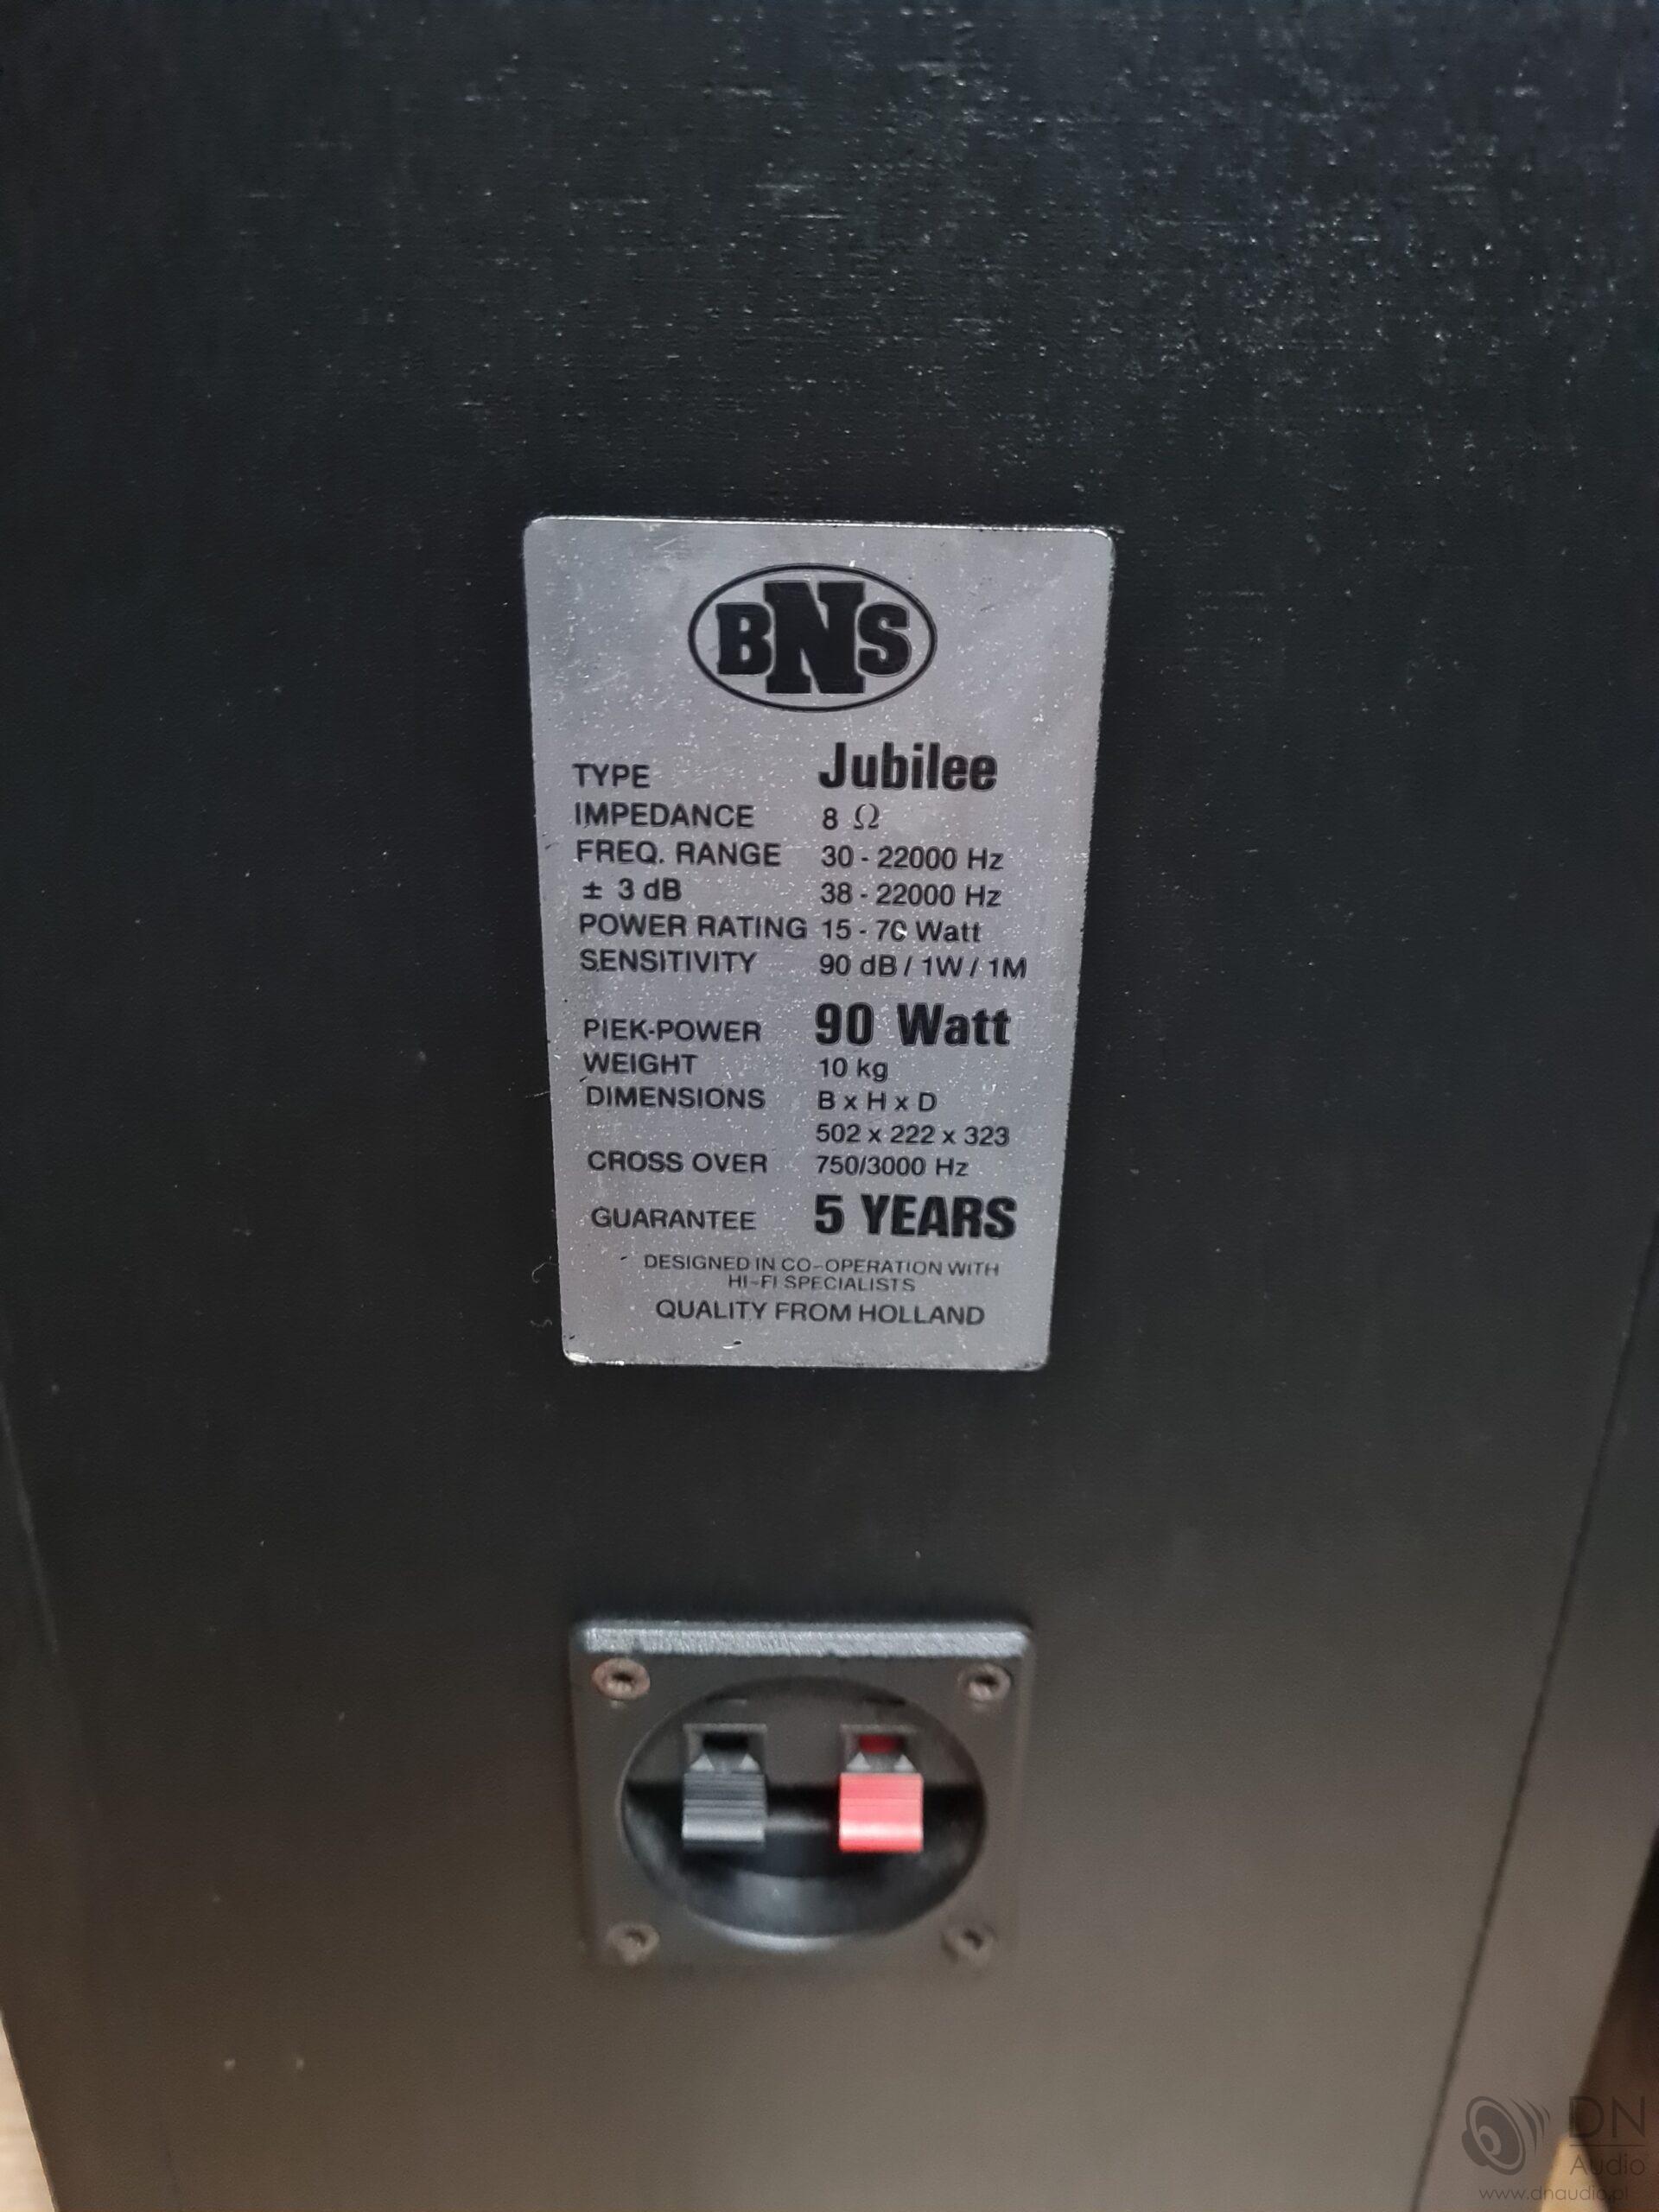 BNS
TYPE Jubilee
IMPEDANCE 8 Ω
FREQ. RANGE 30 - 22000 Hz
± 3 dB 38 - 22000 Hz
POWER RATING 15 - 70 Watt
SENSITIVITY 90 dB / 1W / 1M
PIEK-POWER 90 Watt
WEIGHT 10 kg
DIMENSIONS B x H x D
502 x 222 x 323
CROSS OVER 750/3000 Hz
GUARANTEE 5 YEARS
DESIGNED IN CO-OPERATION WITH
HI-FI SPECIALISTS
QUALITY FROM HOLLAND
DN
Audio
www.dnaudio.pl